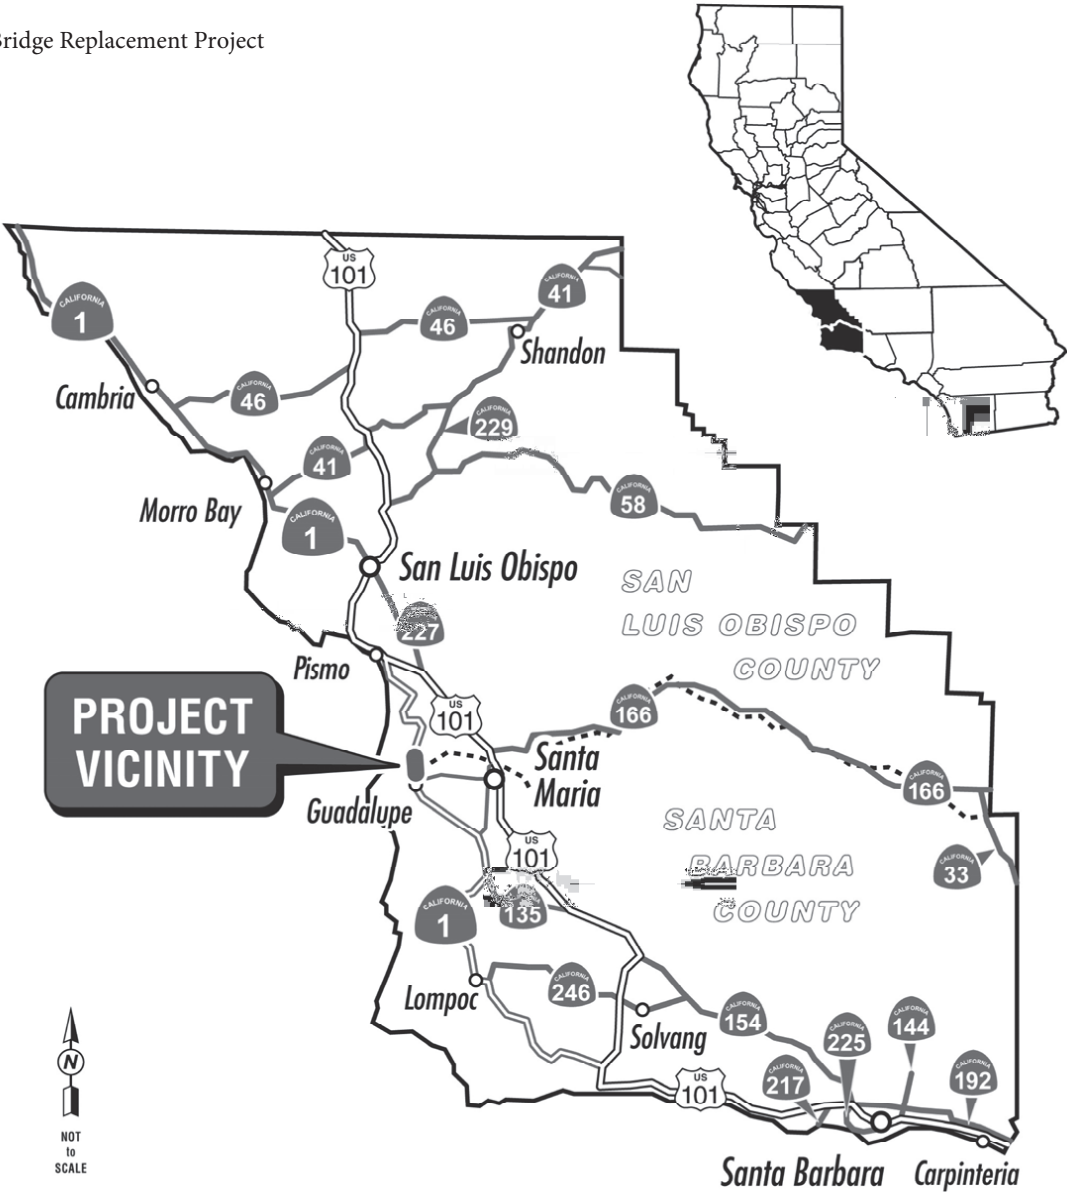 Bridge Replacement Project
US
101
CALIFORNIA
41
CALIFORNIA
1
CALIFORNIA
46
Shandon
Cambria
CALIFORNIA
46
CALIFORNIA
229
CALIFORNIA
41
CALIFORNIA
58
Morro Bay
CALIFORNIA
1
San Luis Obispo
SAN
LUIS OBISPO
COUNTY
227
Pismo
PROJECT
VICINITY
US
101
CALIFORNIA
166
Santa
Maria
CALIFORNIA
166
Guadalupe
SANTA
BARBARA
COUNTY
US
101
CALIFORNIA
33
CALIFORNIA
1
135
Lompoc
CALIFORNIA
246
Solvang
CALIFORNIA
154
CALIFORNIA
225
CALIFORNIA
144
CALIFORNIA
217
CALIFORNIA
192
US
101
N
NOT
to
SCALE
Santa Barbara
Carpinteria